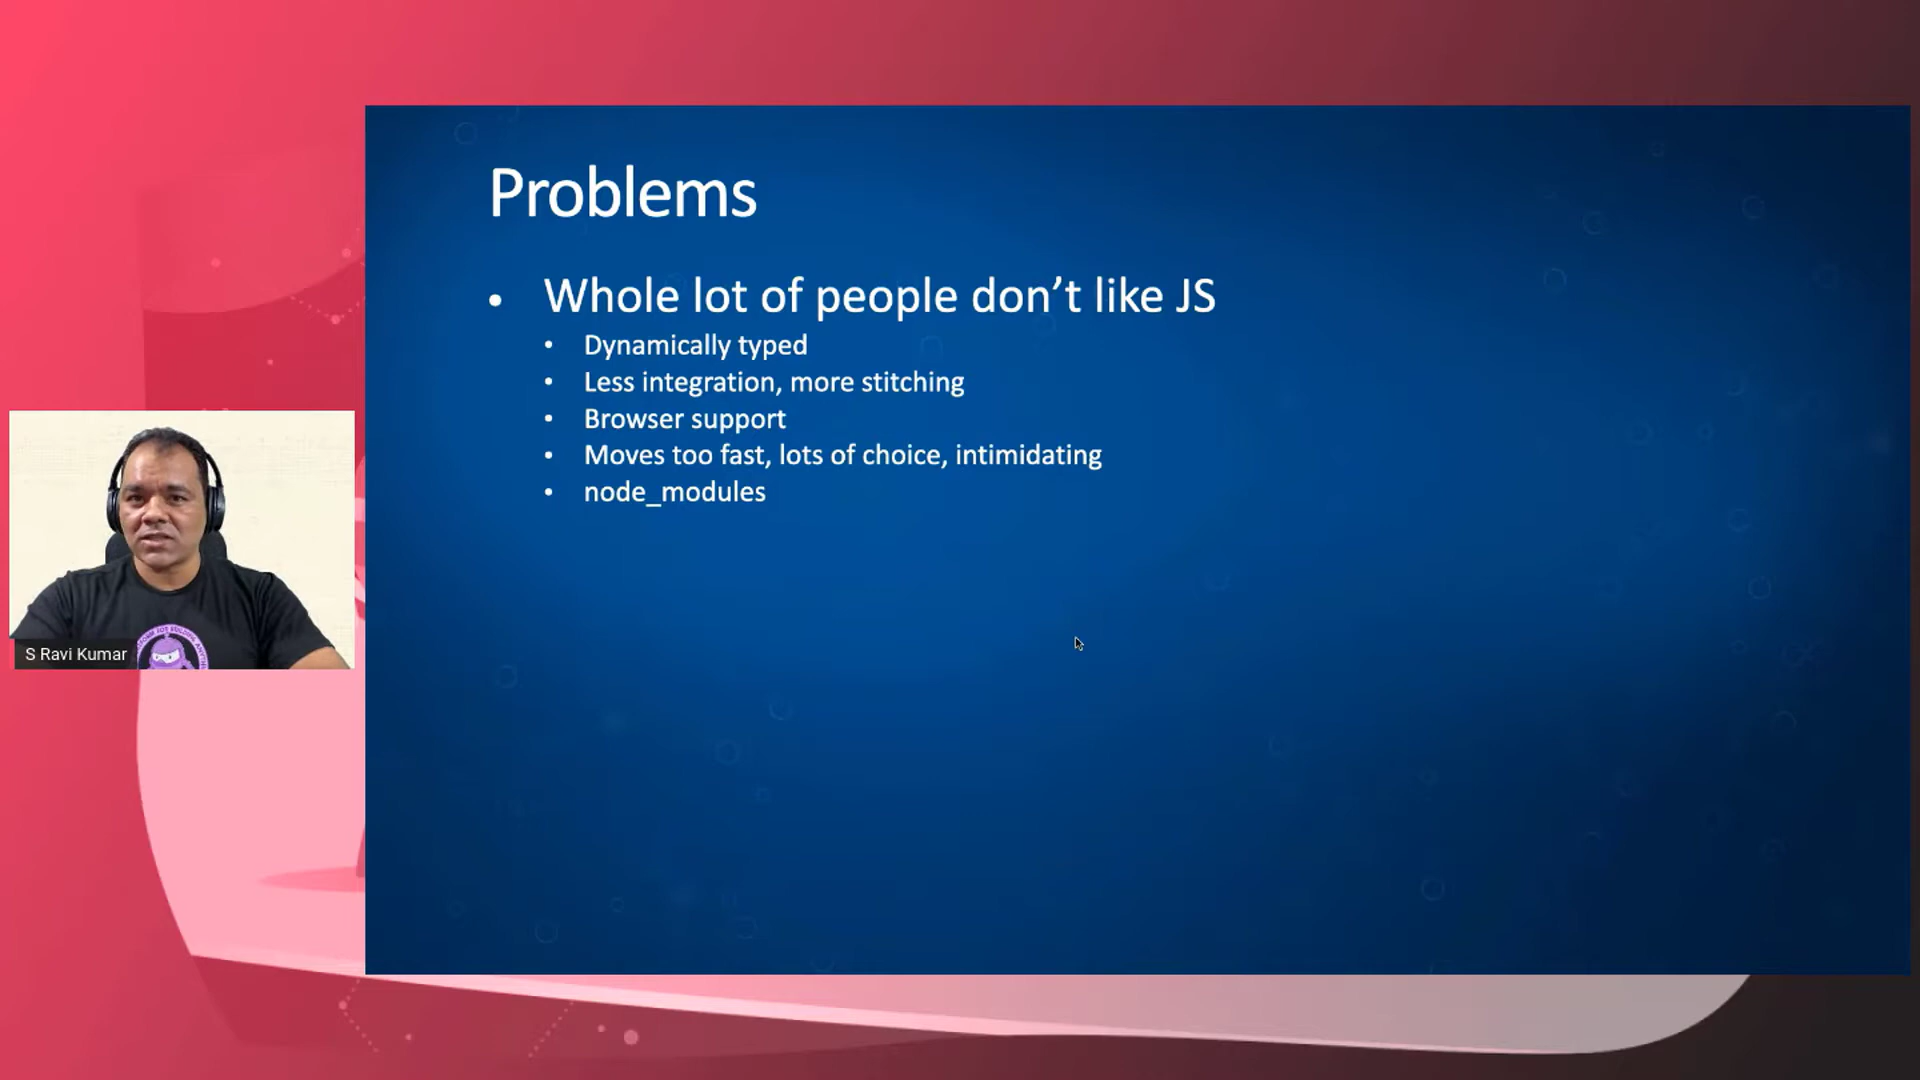 Problems
• Whole lot of people don’t like JS
• Dynamically typed
• Less integration, more stitching
• Browser support
• Moves too fast, lots of choice, intimidating
• node_modules
S Ravi Kumar